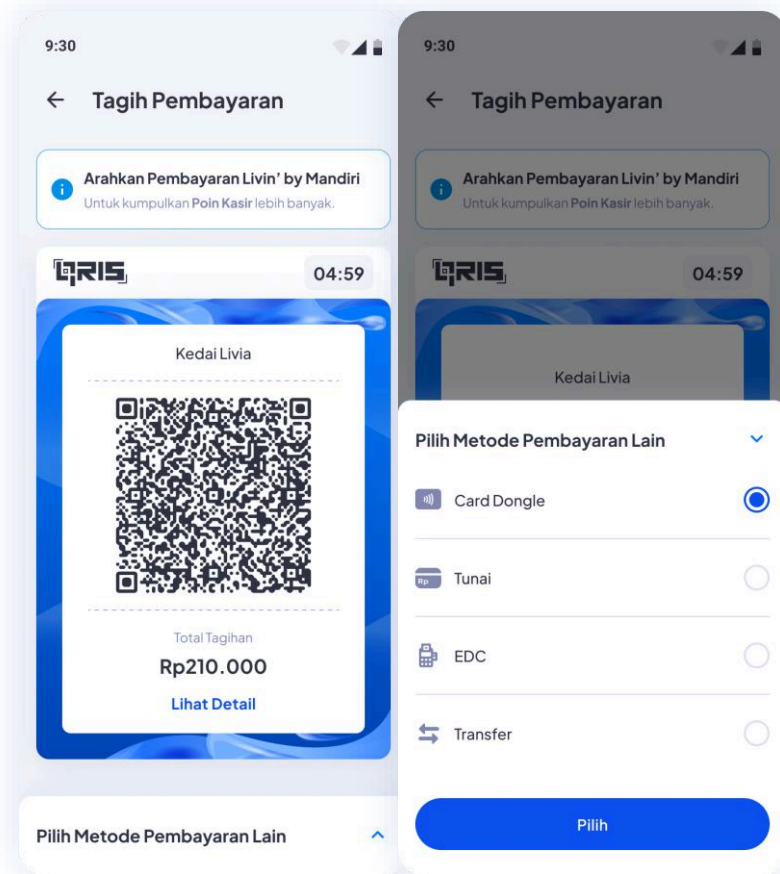 9:30
Tagih Pembayaran
Arahkan Pembayaran Livin' by Mandiri
Untuk kumpulkan Poin Kasir lebih banyak.
QRIS
04:59
Kedai Livia
Total Tagihan
Rp210.000
Lihat Detail
Pilih Metode Pembayaran Lain
9:30
Tagih Pembayaran
Arahkan Pembayaran Livin' by Mandiri
Untuk kumpulkan Poin Kasir lebih banyak.
QRIS
04:59
Kedai Livia
Pilih Metode Pembayaran Lain
Card Dongle
Rp
Tunai
EDC
Transfer
Pilih